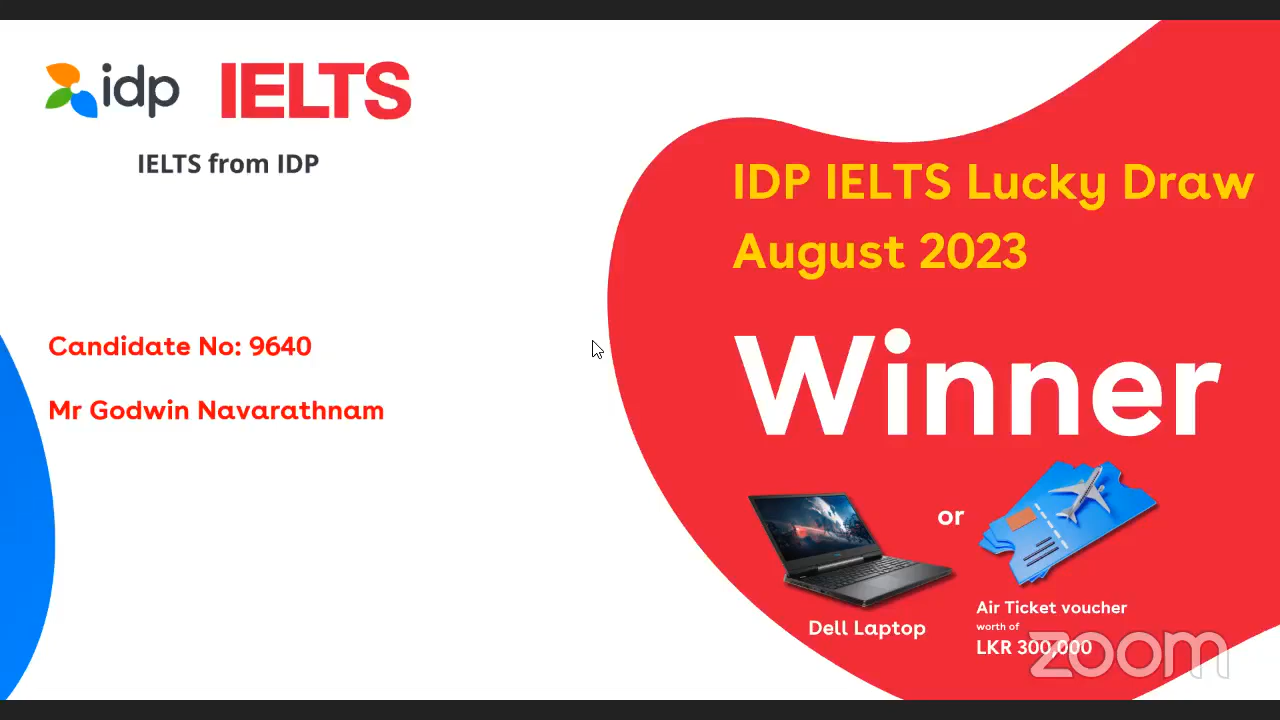 idp IELTS
IELTS from IDP
IDP IELTS Lucky Draw
August 2023
Candidate No: 9640
Mr Godwin Navarathnam
Winner
or
Dell Laptop
Air Ticket voucher
worth of
LKR 300,000
zoom